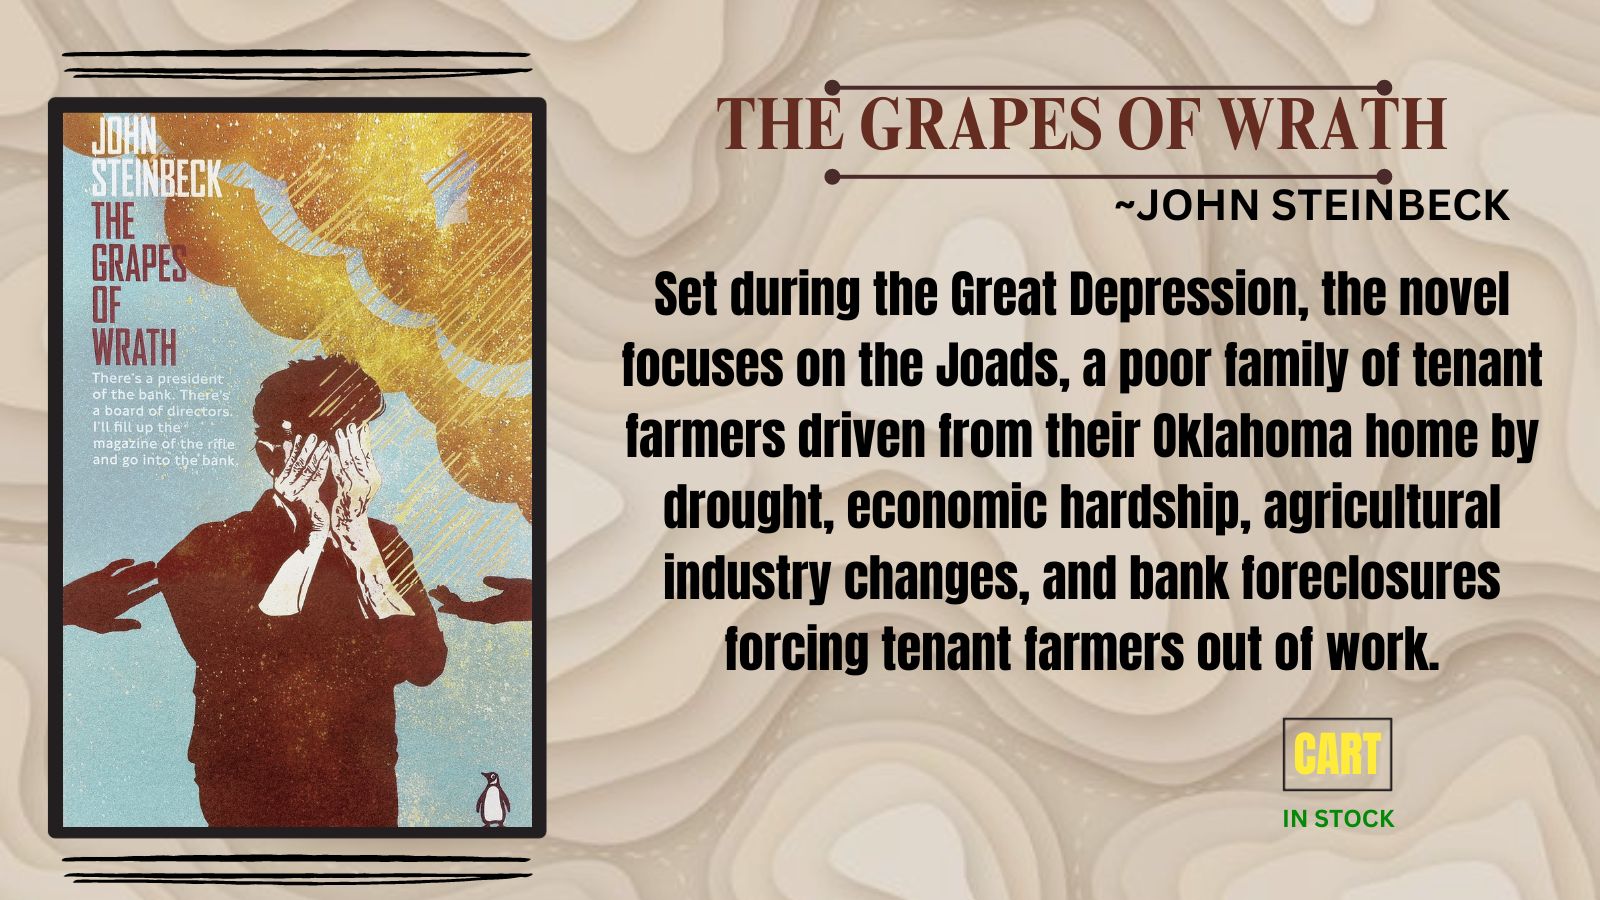 JOHN
STEINBECK
THE
GRAPES
OF
WRATH
There's a president
of the bank. There's
a board of directors.
I'll fill up the
magazine of the rifle
and go into the bank.
THE GRAPES OF WRATH
~JOHN STEINBECK
Set during the Great Depression, the novel
focuses on the Joads, a poor family of tenant
farmers driven from their Oklahoma home by
drought, economic hardship, agricultural
industry changes, and bank foreclosures
forcing tenant farmers out of work.
CART
IN STOCK